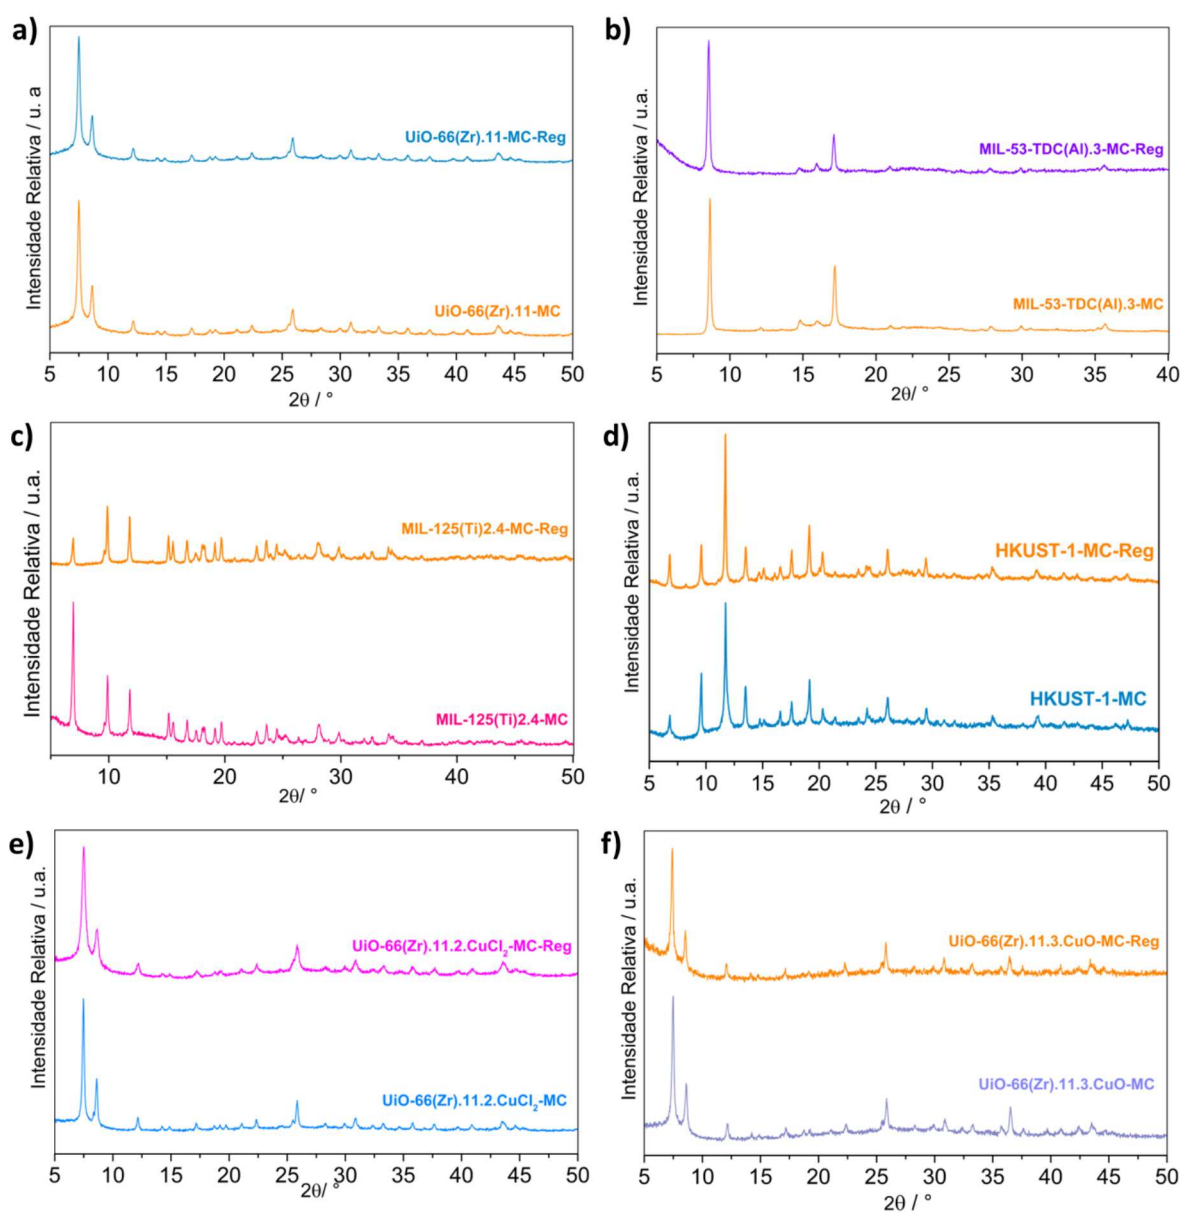 a)
Intensidade Relativa / u. a
UiO-66(Zr).11-MC-Reg
UiO-66(Zr).11-MC
5 10 15 20 25 30 35 40 45 50
2θ / °
b)
Intensidade Relativa / u.a.
MIL-53-TDC(Al).3-MC-Reg
MIL-53-TDC(Al).3-MC
5 10 15 20 25 30 35 40
2θ/ °
c)
Intensidade Relativa / u.a.
MIL-125(Ti)2.4-MC-Reg
MIL-125(Ti)2.4-MC
10 20 30 40 50
2θ/ °
d)
Intensidade Relativa / u.a.
HKUST-1-MC-Reg
HKUST-1-MC
5 10 15 20 25 30 35 40 45 50
2θ / °
e)
Intensidade Relativa / u.a.
UiO-66(Zr).11.2.CuCl₂-MC-Reg
UiO-66(Zr).11.2.CuCl₂-MC
5 10 15 20 25 30 35 40 45 50
2θ/ °
f)
Intensidade Relativa / u.a.
UiO-66(Zr).11.3.CuO-MC-Reg
UiO-66(Zr).11.3.CuO-MC
5 10 15 20 25 30 35 40 45 50
2θ / °